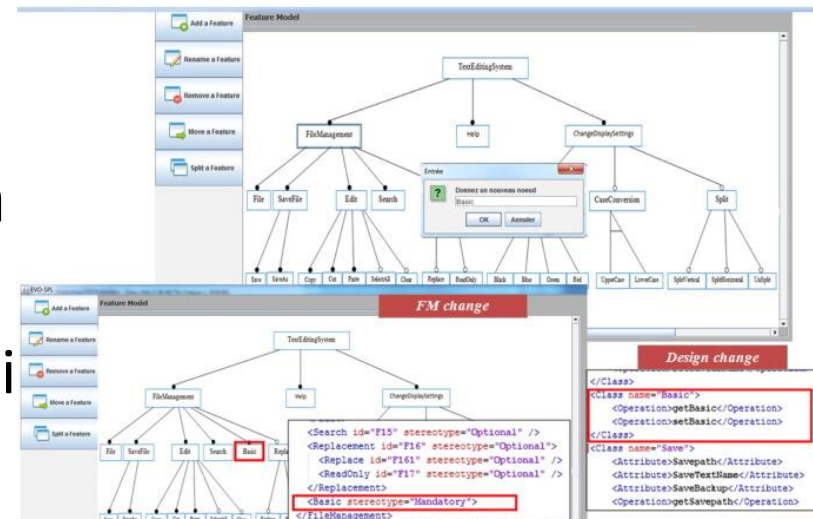 Add a Feature
Feature Model
Rename a Feature
Remove a Feature
Move a Feature
Split a Feature
TextEditingSystem
FileManagement
Help
ChangeDisplaySettings
Entrée
Donnez un nouveau noeud
Basic
OK Annuler
File SaveFile Edit Search
CaseConversion Split
Save SaveAs Copy Cut Paste SelectAll Clear Replace ReadOnly Black Blue Green Red UpperCase LowerCase SplitVertical SplitHorizontal UnSplit
EVO-SPL
Add a Feature
Feature Model
FM change
Rename a Feature
Remove a Feature
Move a Feature
Split a Feature
TextEditingSystem
FileManagement
Help
ChangeDisplaySettings
File SaveFile Edit Search Basic
<Search id="F15" stereotype="Optional" />
<Replacement id="F16" stereotype="Optional">
<Replace id="F161" stereotype="Optional" />
<ReadOnly id="F17" stereotype="Optional" />
</Replacement>
<Basic stereotype="Mandatory">
</FileManagement>
Design change
</Class>
<Class name="Basic">
<Operation>getBasic</Operation>
<Operation>setBasic</Operation>
</Class>
<Class name="Save">
<Attribute>Savepath</Attribute>
<Attribute>SaveTextName</Attribute>
<Attribute>SaveBackup</Attribute>
<Operation>getSavepath</Operation>